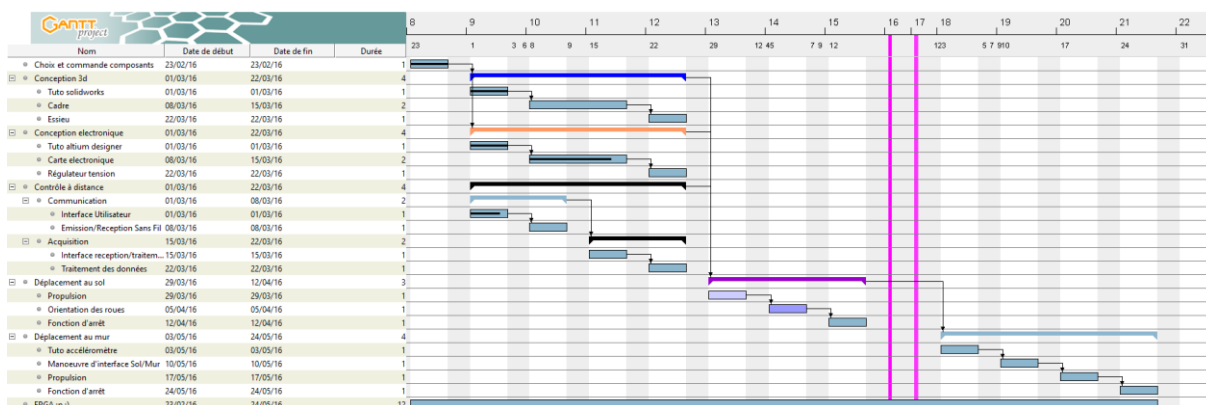 GANTT
project
8 9 10 11 12 13 14 15 16 17 18 19 20 21 22
Nom Date de début Date de fin Durée
23 1 3 6 8 9 15 22 29 12 45 7 9 12 123 5 7 910 17 24 31
Choix et commande composants 23/02/16 23/02/16 1
Conception 3d 01/03/16 22/03/16 4
Tuto solidworks 01/03/16 01/03/16 1
Cadre 08/03/16 15/03/16 2
Essieu 22/03/16 22/03/16 1
Conception electronique 01/03/16 22/03/16 4
Tuto altium designer 01/03/16 01/03/16 1
Carte electronique 08/03/16 15/03/16 2
Régulateur tension 22/03/16 22/03/16 1
Contrôle à distance 01/03/16 22/03/16 4
Communication 01/03/16 08/03/16 2
Interface Utilisateur 01/03/16 01/03/16 1
Emission/Reception Sans Fil 08/03/16 08/03/16 1
Acquisition 15/03/16 22/03/16 2
Interface reception/traitem... 15/03/16 15/03/16 1
Traitement des données 22/03/16 22/03/16 1
Déplacement au sol 29/03/16 12/04/16 3
Propulsion 29/03/16 29/03/16 1
Orientation des roues 05/04/16 05/04/16 1
Fonction d'arrêt 12/04/16 12/04/16 1
Déplacement au mur 03/05/16 24/05/16 4
Tuto accéléromètre 03/05/16 03/05/16 1
Manoeuvre d'interface Sol/Mur 10/05/16 10/05/16 1
Propulsion 17/05/16 17/05/16 1
Fonction d'arrêt 24/05/16 24/05/16 1
FPGA 23/02/16 24/05/16 12